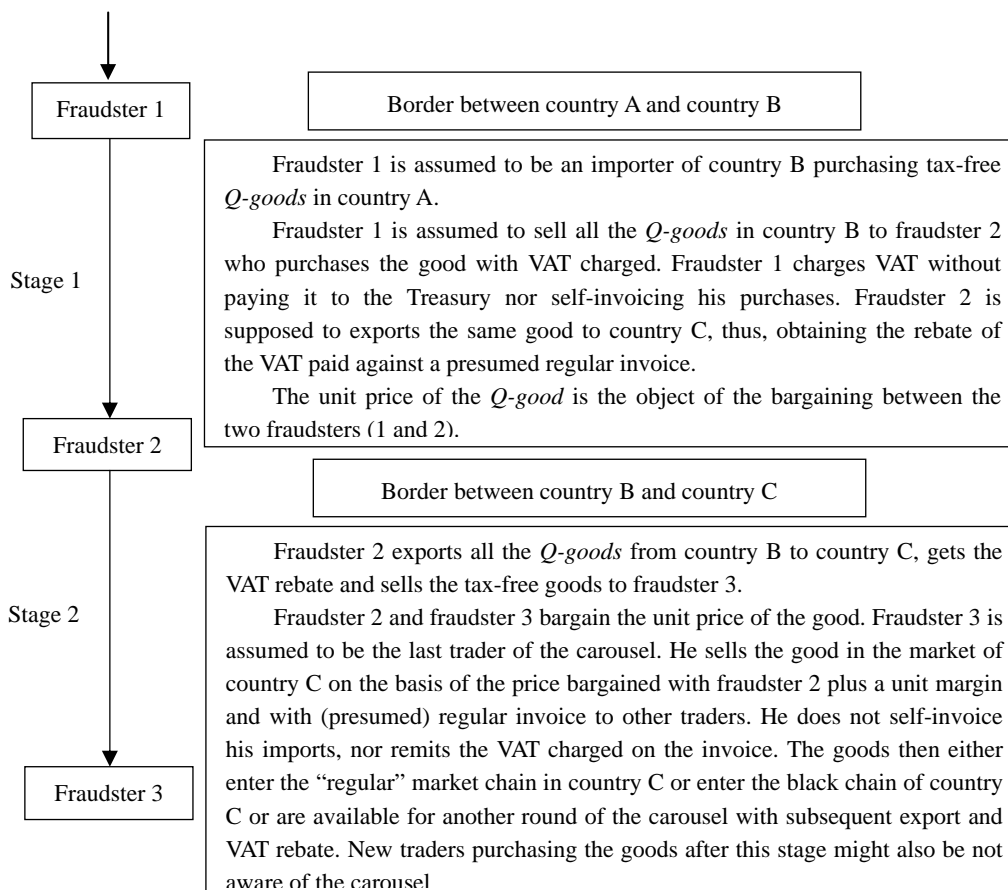 Fraudster 1
Border between country A and country B
Fraudster 1 is assumed to be an importer of country B purchasing tax-free
Q-goods in country A.
Fraudster 1 is assumed to sell all the Q-goods in country B to fraudster 2
who purchases the good with VAT charged. Fraudster 1 charges VAT without
paying it to the Treasury nor self-invoicing his purchases. Fraudster 2 is
supposed to exports the same good to country C, thus, obtaining the rebate of
the VAT paid against a presumed regular invoice.
The unit price of the Q-good is the object of the bargaining between the
two fraudsters (1 and 2).
Stage 1
Fraudster 2
Border between country B and country C
Fraudster 2 exports all the Q-goods from country B to country C, gets the
VAT rebate and sells the tax-free goods to fraudster 3.
Fraudster 2 and fraudster 3 bargain the unit price of the good. Fraudster 3 is
assumed to be the last trader of the carousel. He sells the good in the market of
country C on the basis of the price bargained with fraudster 2 plus a unit margin
and with (presumed) regular invoice to other traders. He does not self-invoice
his imports, nor remits the VAT charged on the invoice. The goods then either
enter the “regular” market chain in country C or enter the black chain of country
C or are available for another round of the carousel with subsequent export and
VAT rebate. New traders purchasing the goods after this stage might also be not
aware of the carousel
Stage 2
Fraudster 3